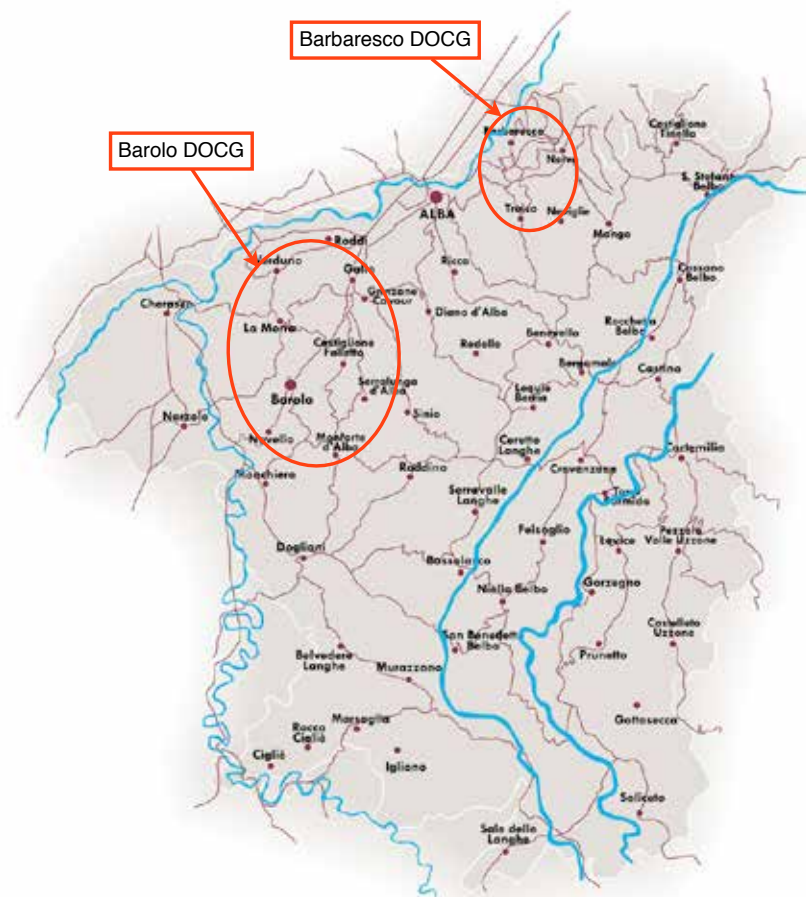 Barbaresco DOCG
Barolo DOCG
Barbaresco
Neive
Castiglione
Tinella
S. Stefano
Belbo
ALBA
Treiso
Neviglie
Mango
Roddi
Verduno
Gallo
Grinzane
Cavour
Ricca
Cossano
Belbo
Cherasco
La Morra
Diano d'Alba
Castiglione
Falletto
Rodello
Benevello
Rocchetta
Belbo
Borgomale
Castino
Barolo
Serralunga
d'Alba
Sinio
Lequio
Berria
Narzole
Novello
Monforte
d'Alba
Cerretto
Langhe
Cravanzana
Cortemilia
Monchiero
Roddino
Serravalle
Langhe
Torre
Bormida
Feisoglio
Levice
Pezzolo
Valle Uzzone
Dogliani
Bossolasco
Niella Belbo
Gorzegno
San Benedetto
Belbo
Castelletto
Uzzone
Belvedere
Langhe
Murazzano
Prunetto
Gottasecca
Marsaglia
Rocca
Cigliè
Cigliè
Igliano
Saliceto
Sale delle
Langhe